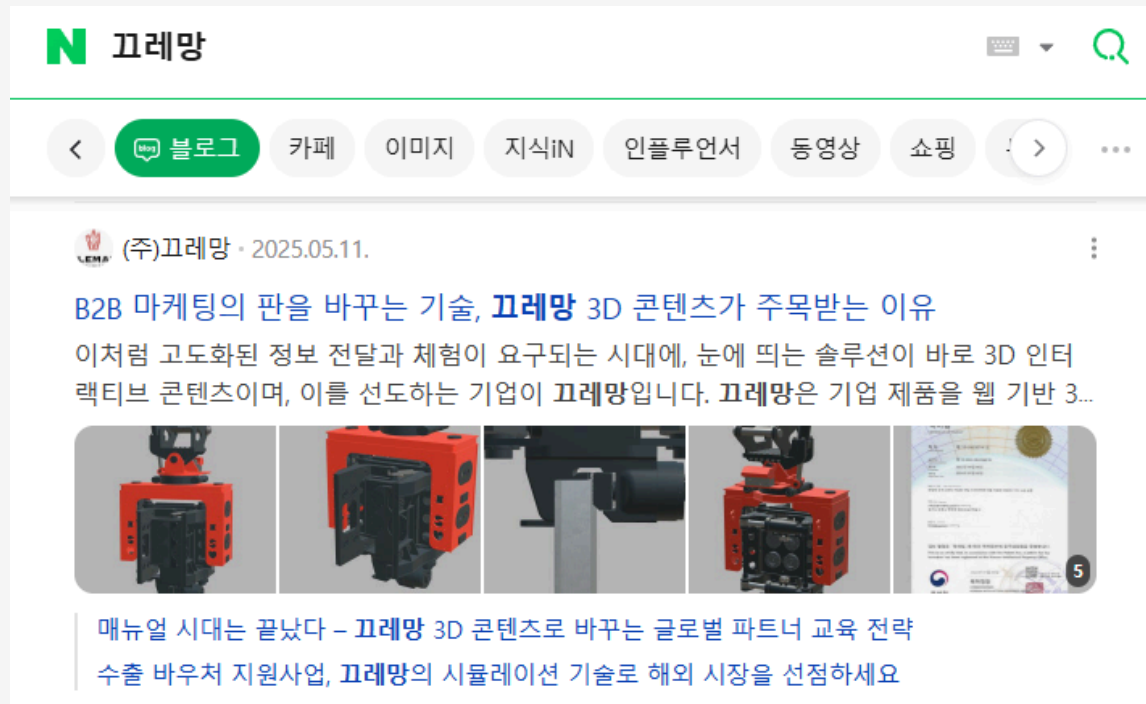 N 끄레망
blog 블로그 카페 이미지 지식iN 인플루언서 동영상 쇼핑
(주)끄레망 · 2025.05.11.
B2B 마케팅의 판을 바꾸는 기술, 끄레망 3D 콘텐츠가 주목받는 이유
이처럼 고도화된 정보 전달과 체험이 요구되는 시대에, 눈에 띄는 솔루션이 바로 3D 인터
랙티브 콘텐츠이며, 이를 선도하는 기업이 끄레망입니다. 끄레망은 기업 제품을 웹 기반 3...
5
매뉴얼 시대는 끝났다 – 끄레망 3D 콘텐츠로 바꾸는 글로벌 파트너 교육 전략
수출 바우처 지원사업, 끄레망의 시뮬레이션 기술로 해외 시장을 선점하세요